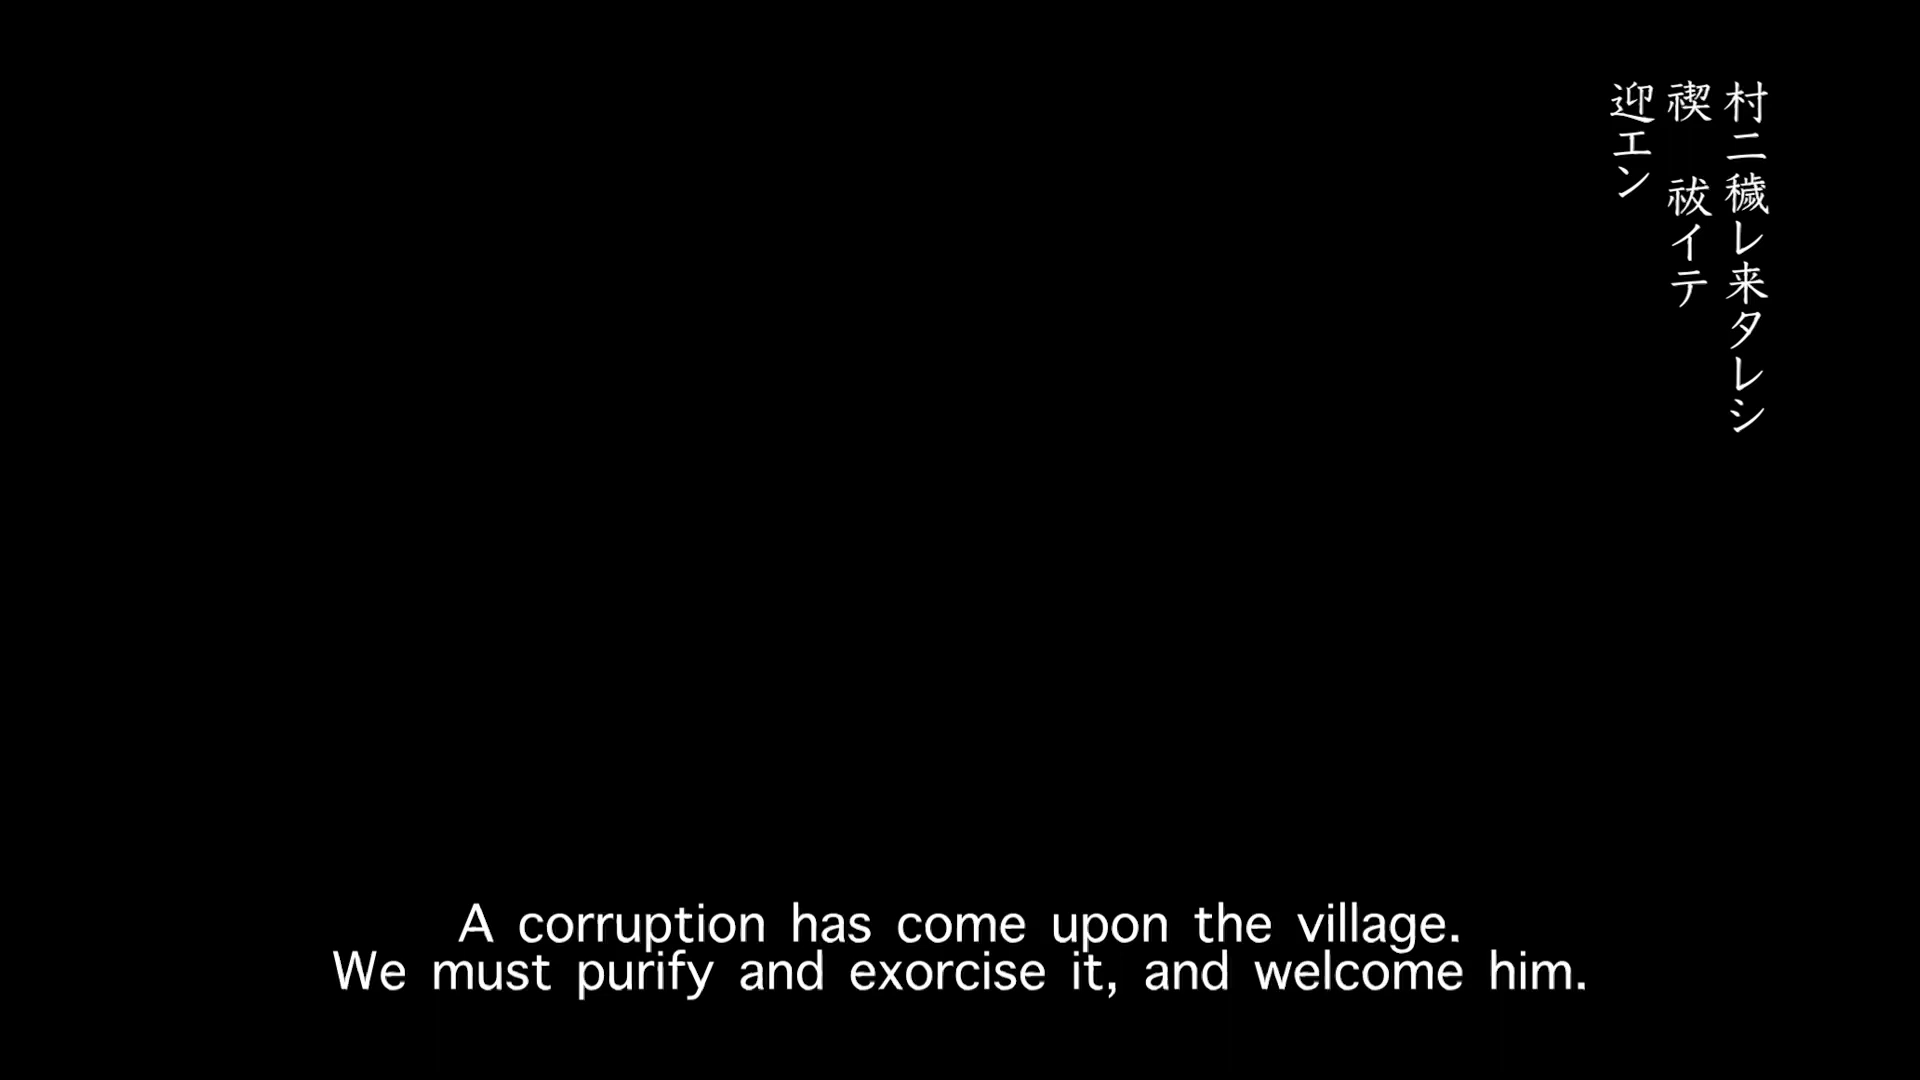 村ニ穢レ来タレシ
禊　祓イテ
迎エン
A corruption has come upon the village.
We must purify and exorcise it, and welcome him.